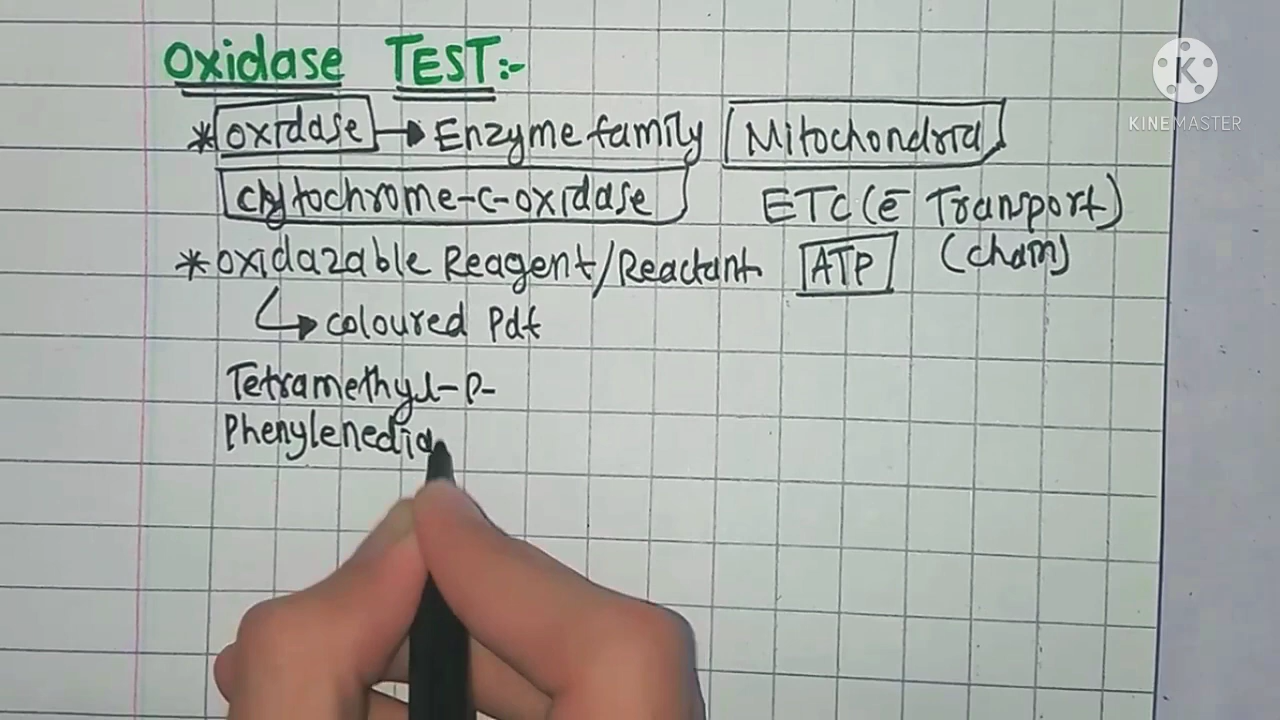 Oxidase TEST:-
* oxidase → Enzyme family Mitochondria
Cytochrome-c-oxidase ETC (ē Transport)
(Chain)
* oxidazable Reagent/Reactant ATP
↳ coloured Pdt
Tetramethyl-p-
Phenylenedia
K
KINEMASTER